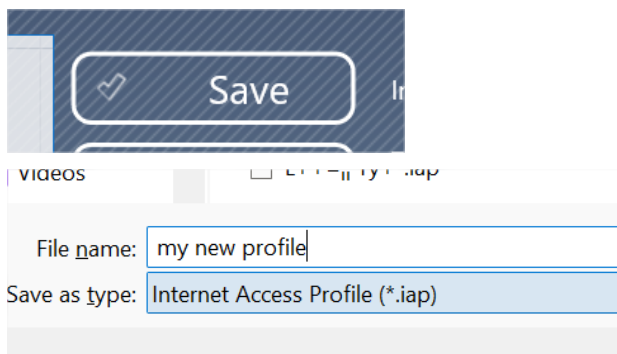 Save
Videos
.iap
File name: my new profile
Save as type: Internet Access Profile (*.iap)